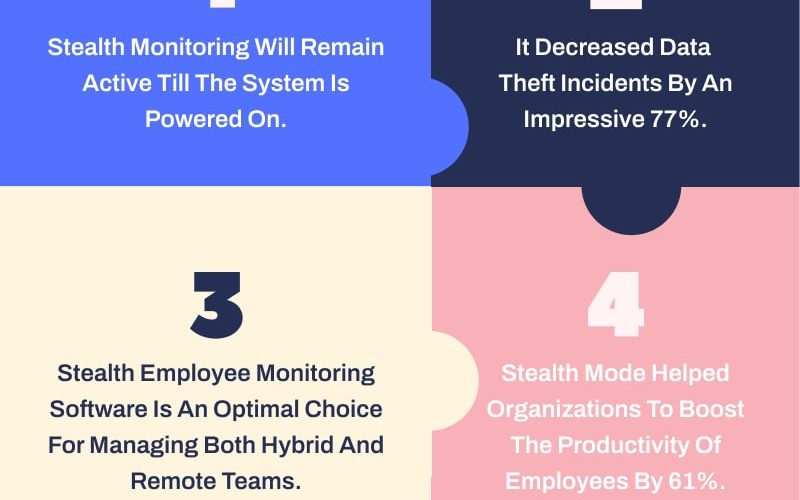 Stealth Monitoring Will Remain
Active Till The System Is
Powered On.
It Decreased Data
Theft Incidents By An
Impressive 77%.
3
Stealth Employee Monitoring
Software Is An Optimal Choice
For Managing Both Hybrid And
Remote Teams.
4
Stealth Mode Helped
Organizations To Boost
The Productivity Of
Employees By 61%.